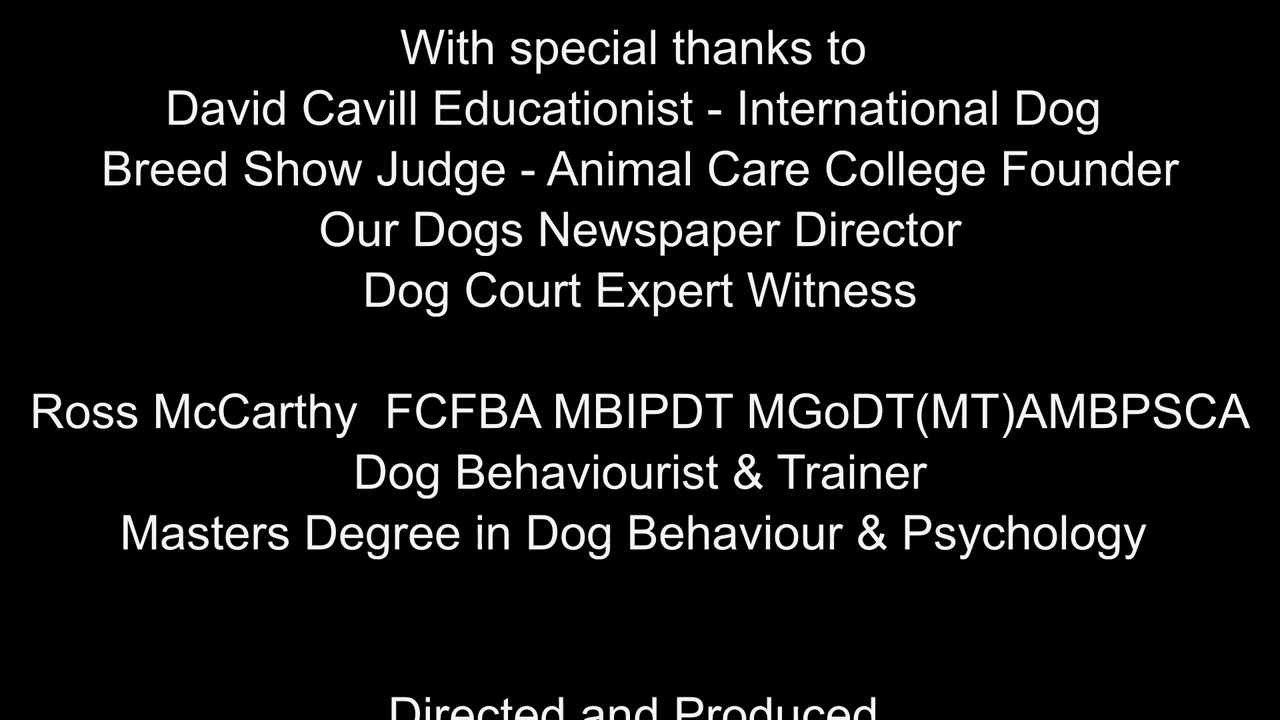 With special thanks to
David Cavill Educationist - International Dog
Breed Show Judge - Animal Care College Founder
Our Dogs Newspaper Director
Dog Court Expert Witness
Ross McCarthy  FCFBA MBIPDT MGoDT(MT)AMBPSCA
Dog Behaviourist & Trainer
Masters Degree in Dog Behaviour & Psychology
Directed and Produced